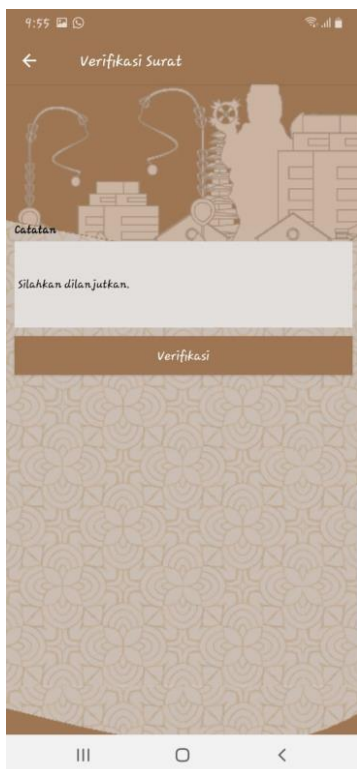 9:55
Verifikasi Surat
Catatan
Silahkan dilanjutkan.
Verifikasi